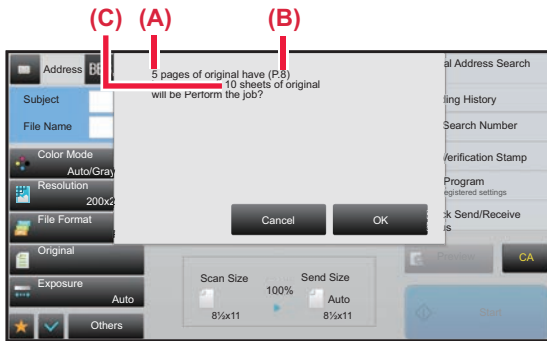 (C) (A) (B)
Address
5 pages of original have (P.8)
10 sheets of original
will be Perform the job?
al Address Search
Subject
ing History
File Name
Search Number
Color Mode
Auto/Gray
Verification Stamp
Resolution
200x2
Program
egistered settings
File Format
Cancel
OK
k Send/Receive
us
Original
CA
Exposure
Auto
Scan Size
100%
Send Size
Auto
8½x11
8½x11
Others
Start